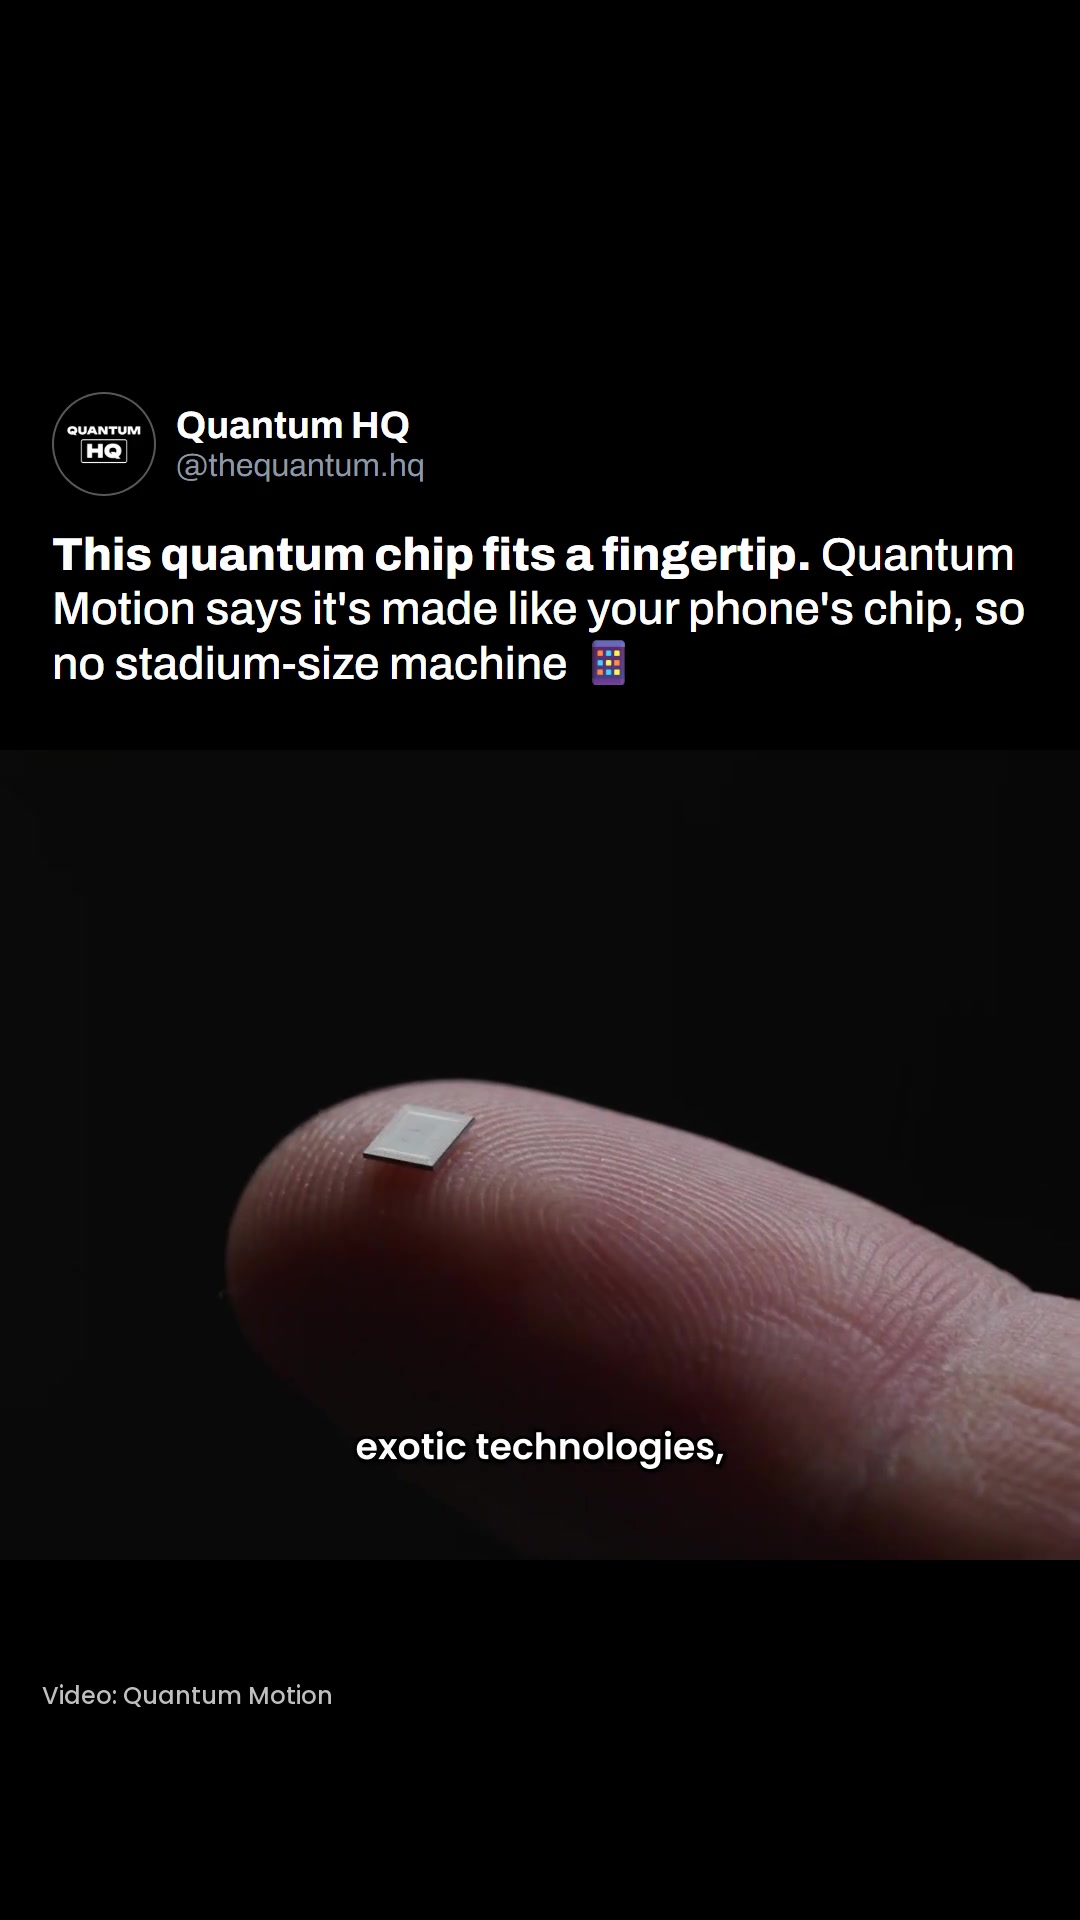 QUANTUM
HQ
Quantum HQ
@thequantum.hq
This quantum chip fits a fingertip. Quantum
Motion says it's made like your phone's chip, so
no stadium-size machine
exotic technologies,
Video: Quantum Motion